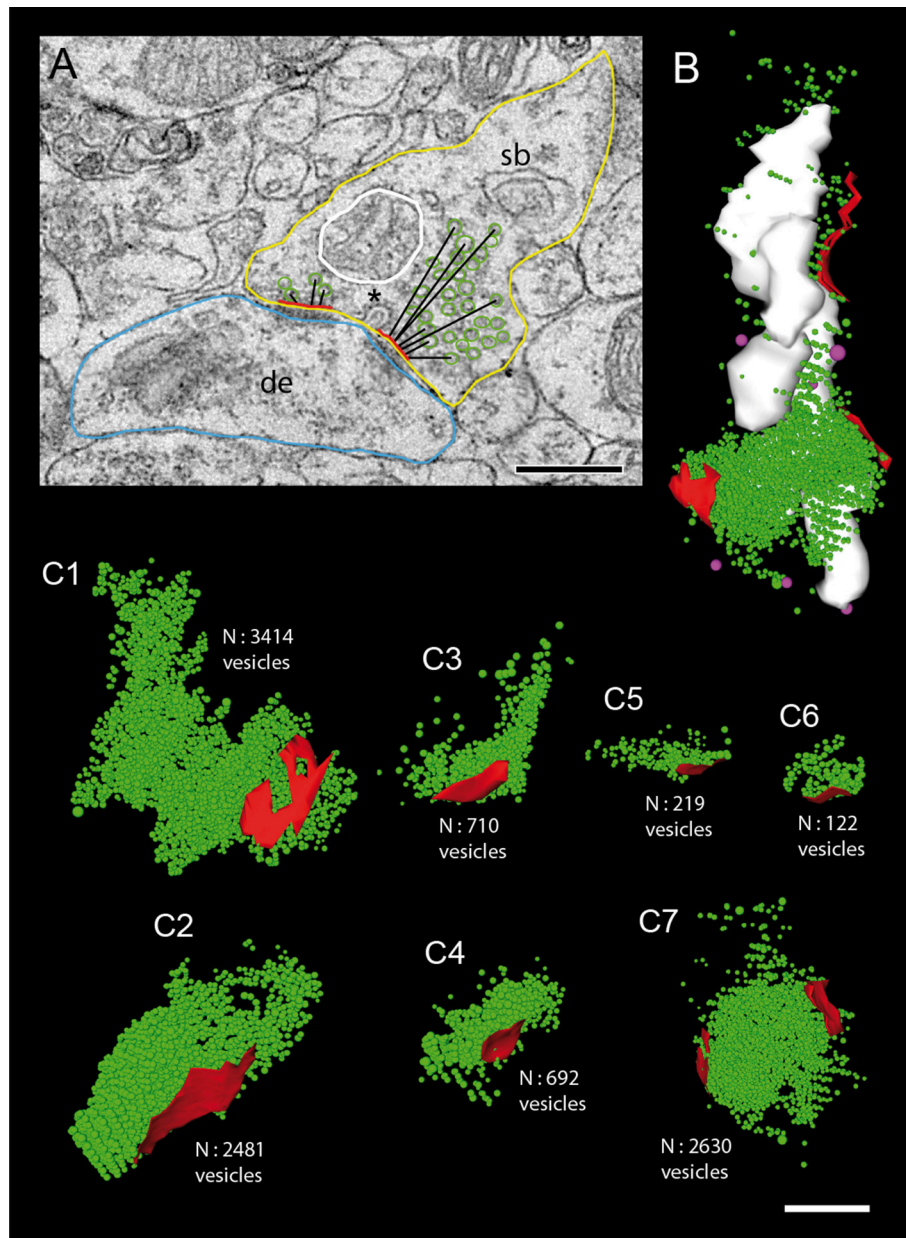 A
B
sb
*
de
C1
N : 3414
vesicles
C3
N : 710
vesicles
C5
N : 219
vesicles
C6
N : 122
vesicles
C2
N : 2481
vesicles
C4
N : 692
vesicles
C7
N : 2630
vesicles